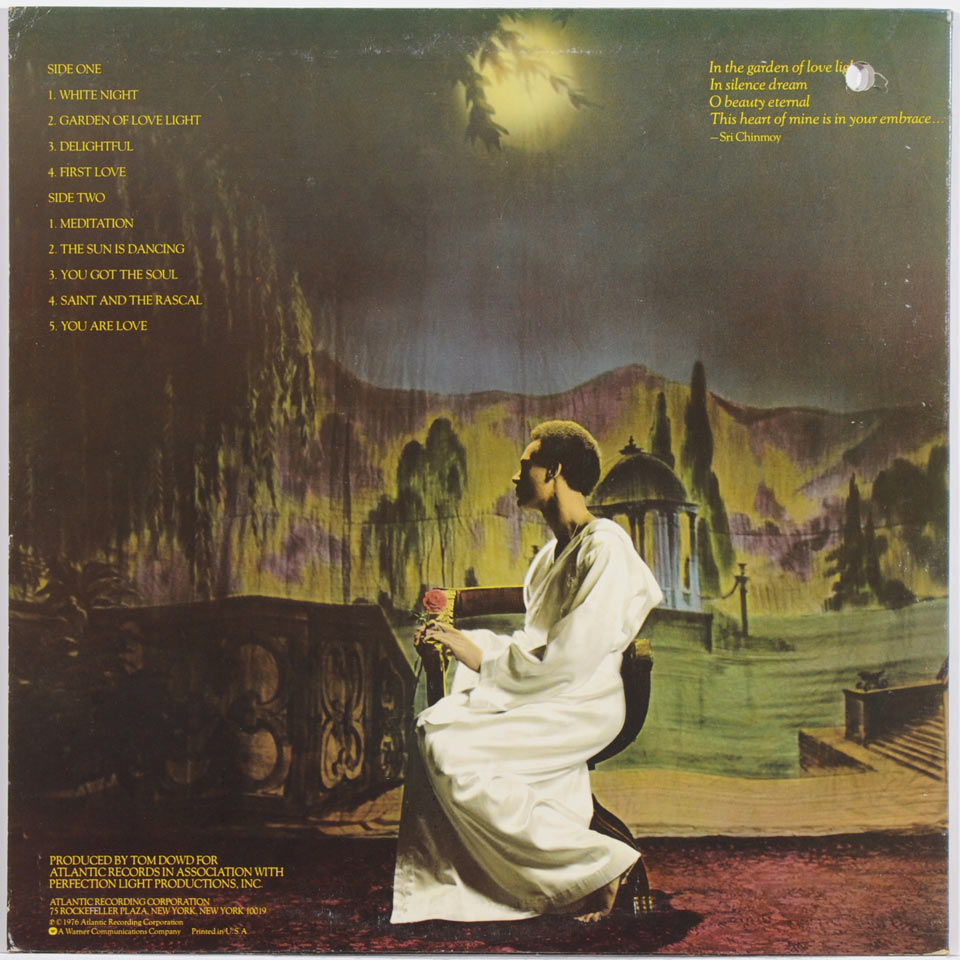 SIDE ONE
1. WHITE NIGHT
2. GARDEN OF LOVE LIGHT
3. DELIGHTFUL
4. FIRST LOVE
SIDE TWO
1. MEDITATION
2. THE SUN IS DANCING
3. YOU GOT THE SOUL
4. SAINT AND THE RASCAL
5. YOU ARE LOVE
In the garden of love
In silence dream
O beauty eternal
This heart of mine is in your embrace...
—Sri Chinmoy
PRODUCED BY TOM DOWD FOR
ATLANTIC RECORDS IN ASSOCIATION WITH
PERFECTION LIGHT PRODUCTIONS, INC.
ATLANTIC RECORDING CORPORATION
75 ROCKEFELLER PLAZA, NEW YORK, NEW YORK 10019
℗ © 1976 Atlantic Recording Corporation
A Warner Communications Company Printed in U.S.A.